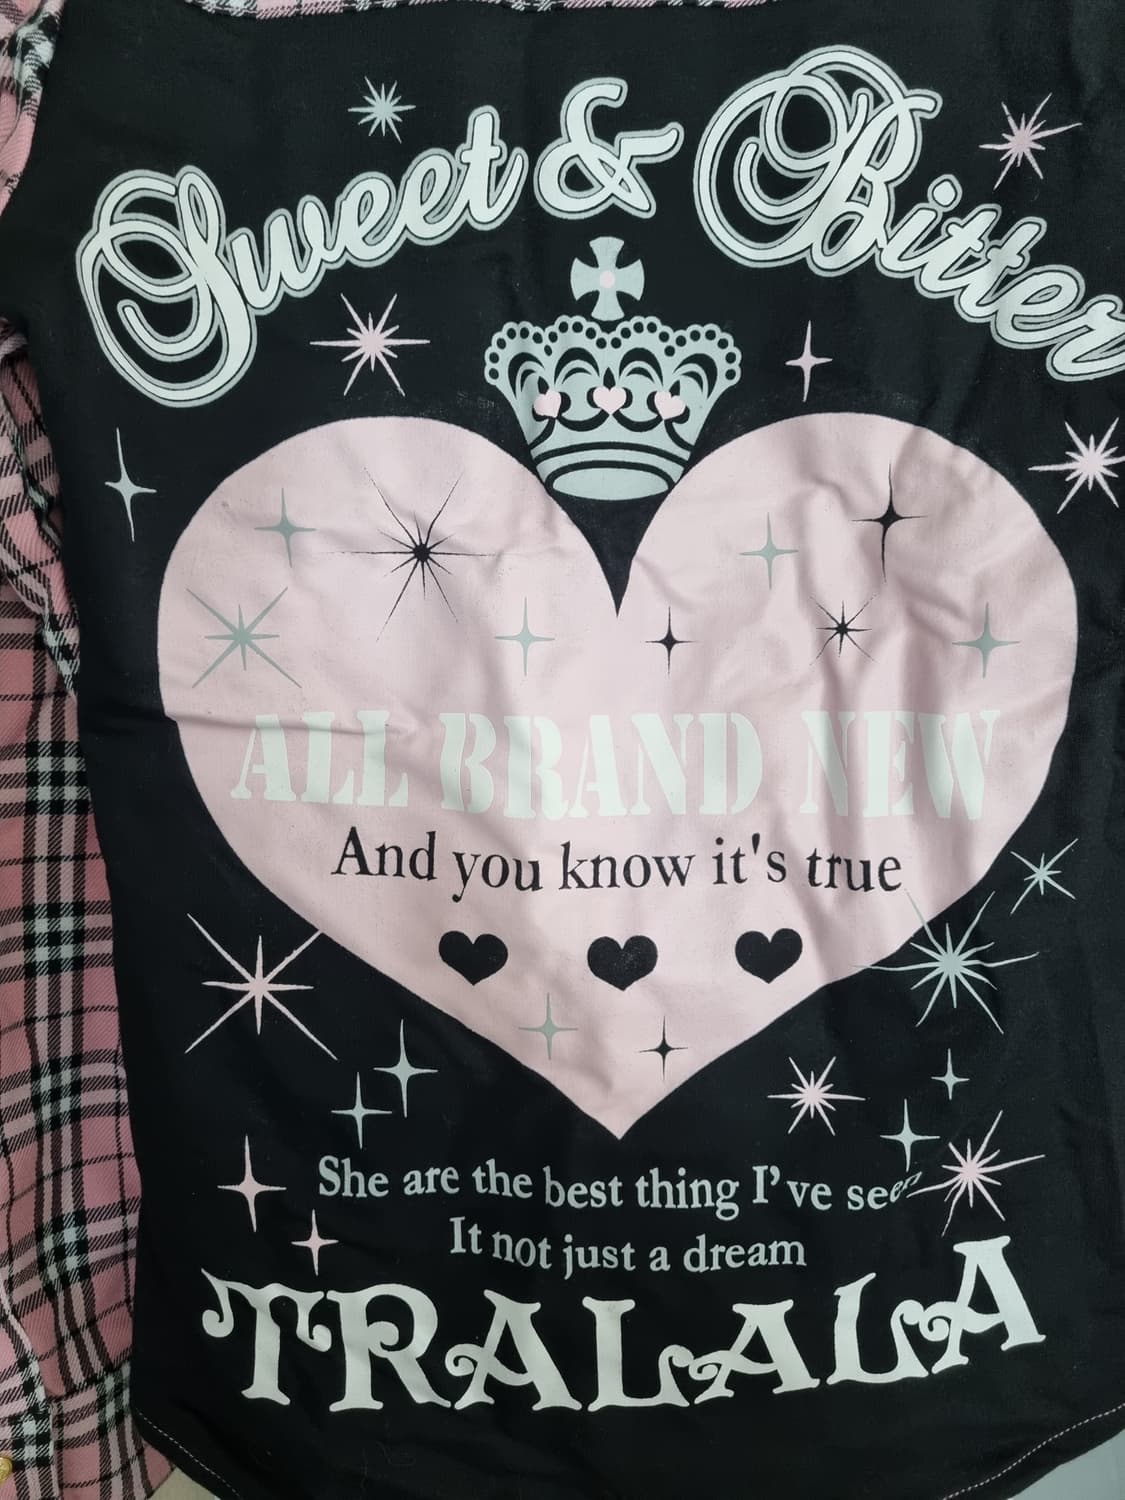 Sweet & Bitter
ALL BRAND NEW
And you know it's true
She are the best thing I've seen
It not just a dream
TRALALA